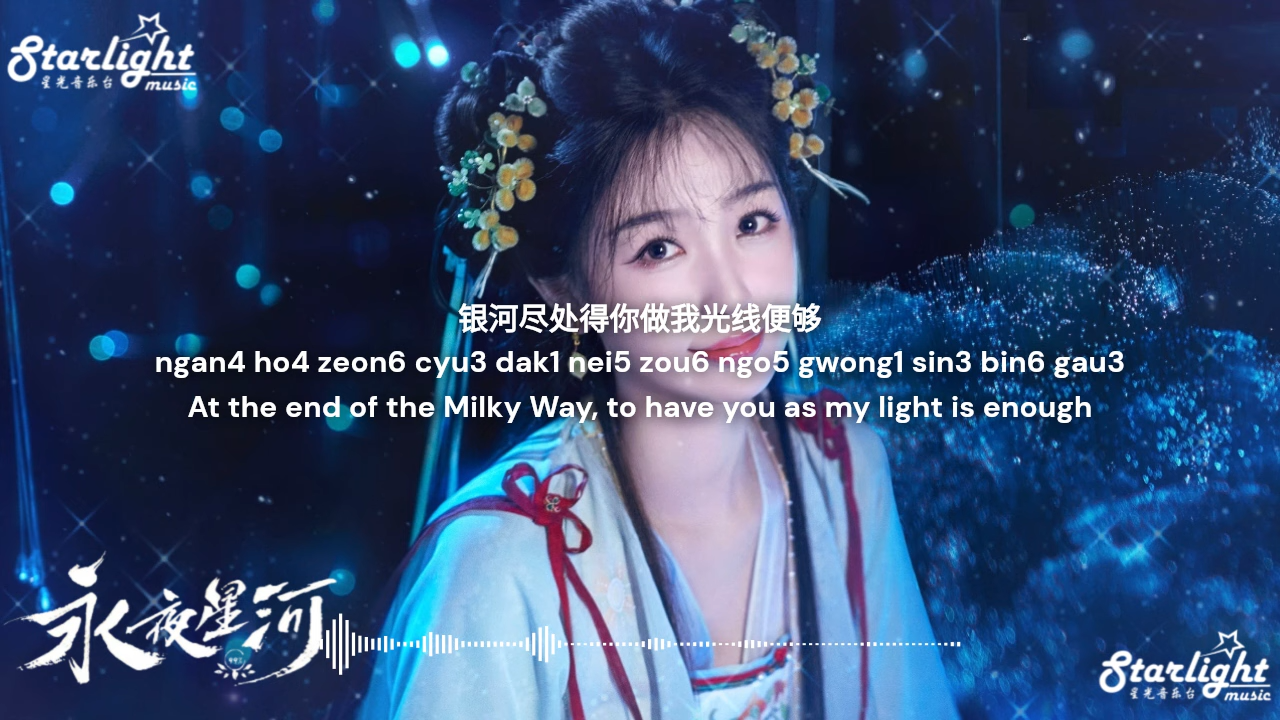 Starlight
星光音乐台 music
银河尽处得你做我光线便够
ngan4 ho4 zeon6 cyu3 dak1 nei5 zou6 ngo5 gwong1 sin3 bin6 gau3
At the end of the Milky Way, to have you as my light is enough
永夜星河
Starlight
星光音乐台 music